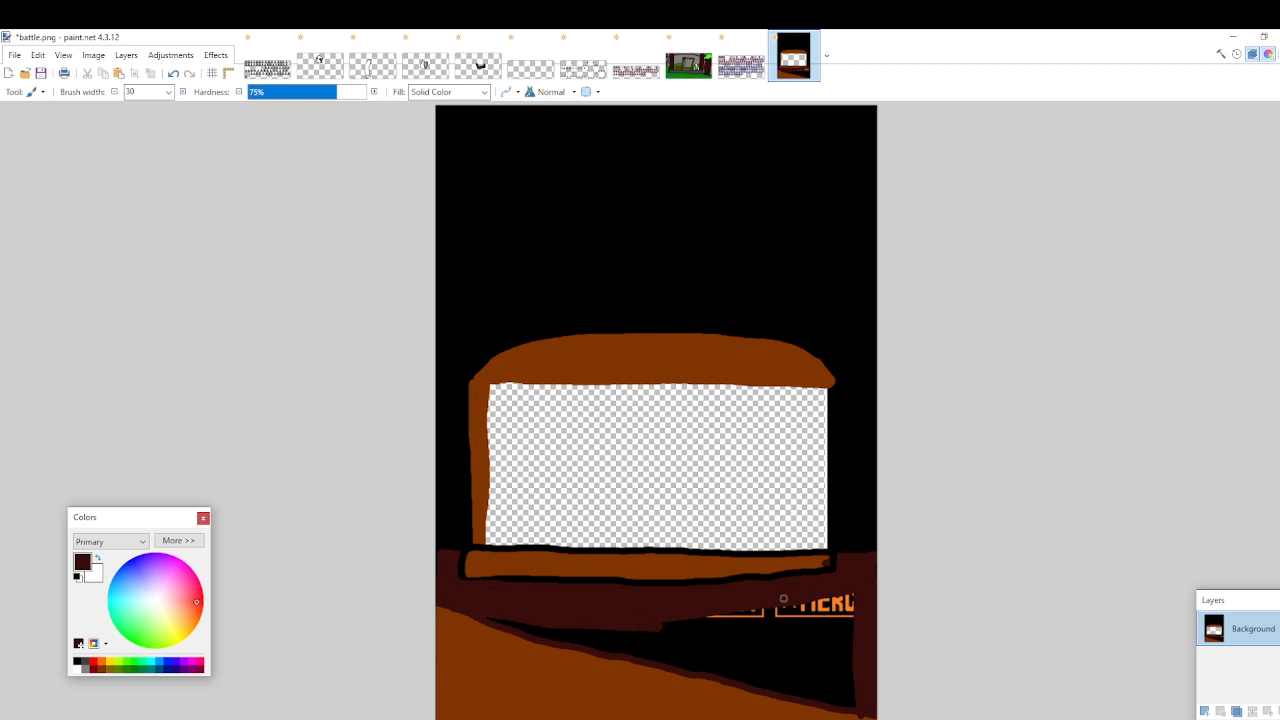 *battle.png - paint.net 4.3.12
File Edit View Image Layers Adjustments Effects
Tool: Brush width: 30 Hardness: 75% Fill: Solid Color Normal
Colors
Primary More >>
Layers
Background